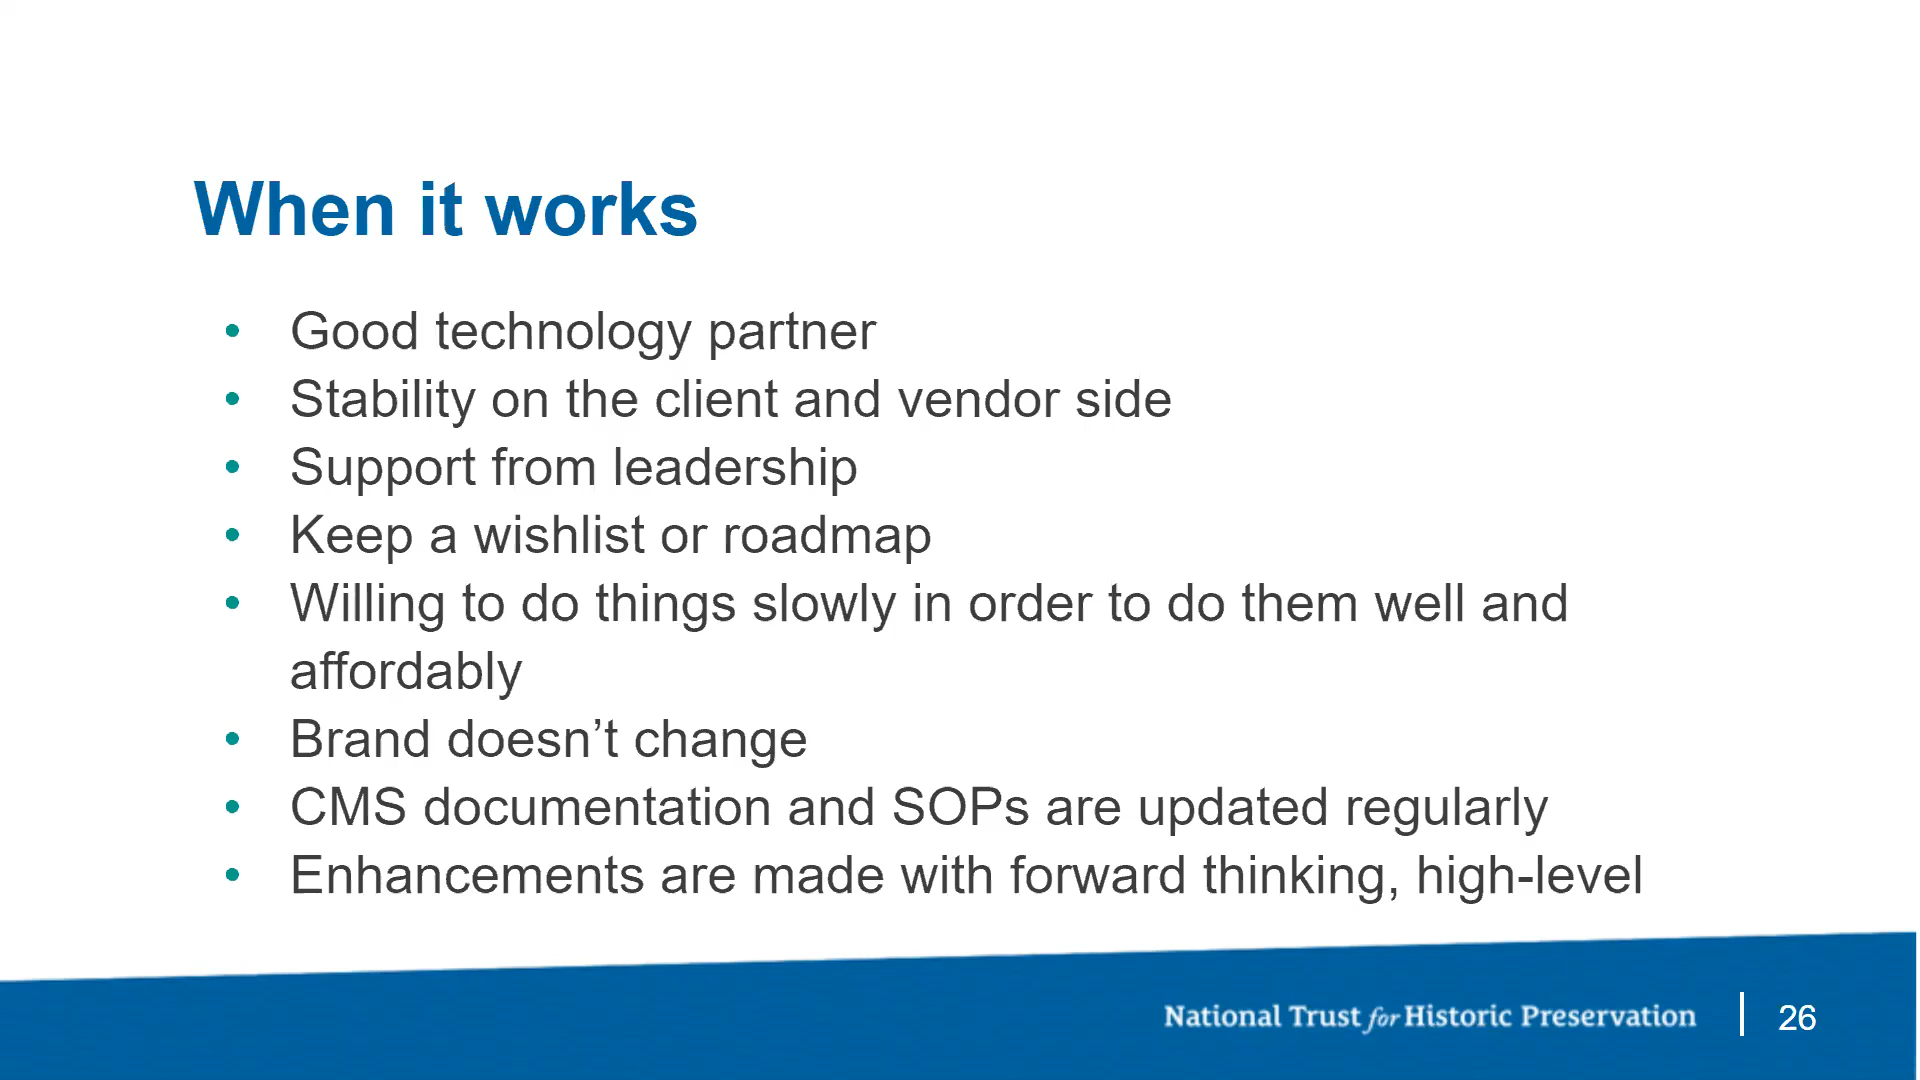 When it works
• Good technology partner
• Stability on the client and vendor side
• Support from leadership
• Keep a wishlist or roadmap
• Willing to do things slowly in order to do them well and
affordably
• Brand doesn’t change
• CMS documentation and SOPs are updated regularly
• Enhancements are made with forward thinking, high-level
National Trust for Historic Preservation | 26